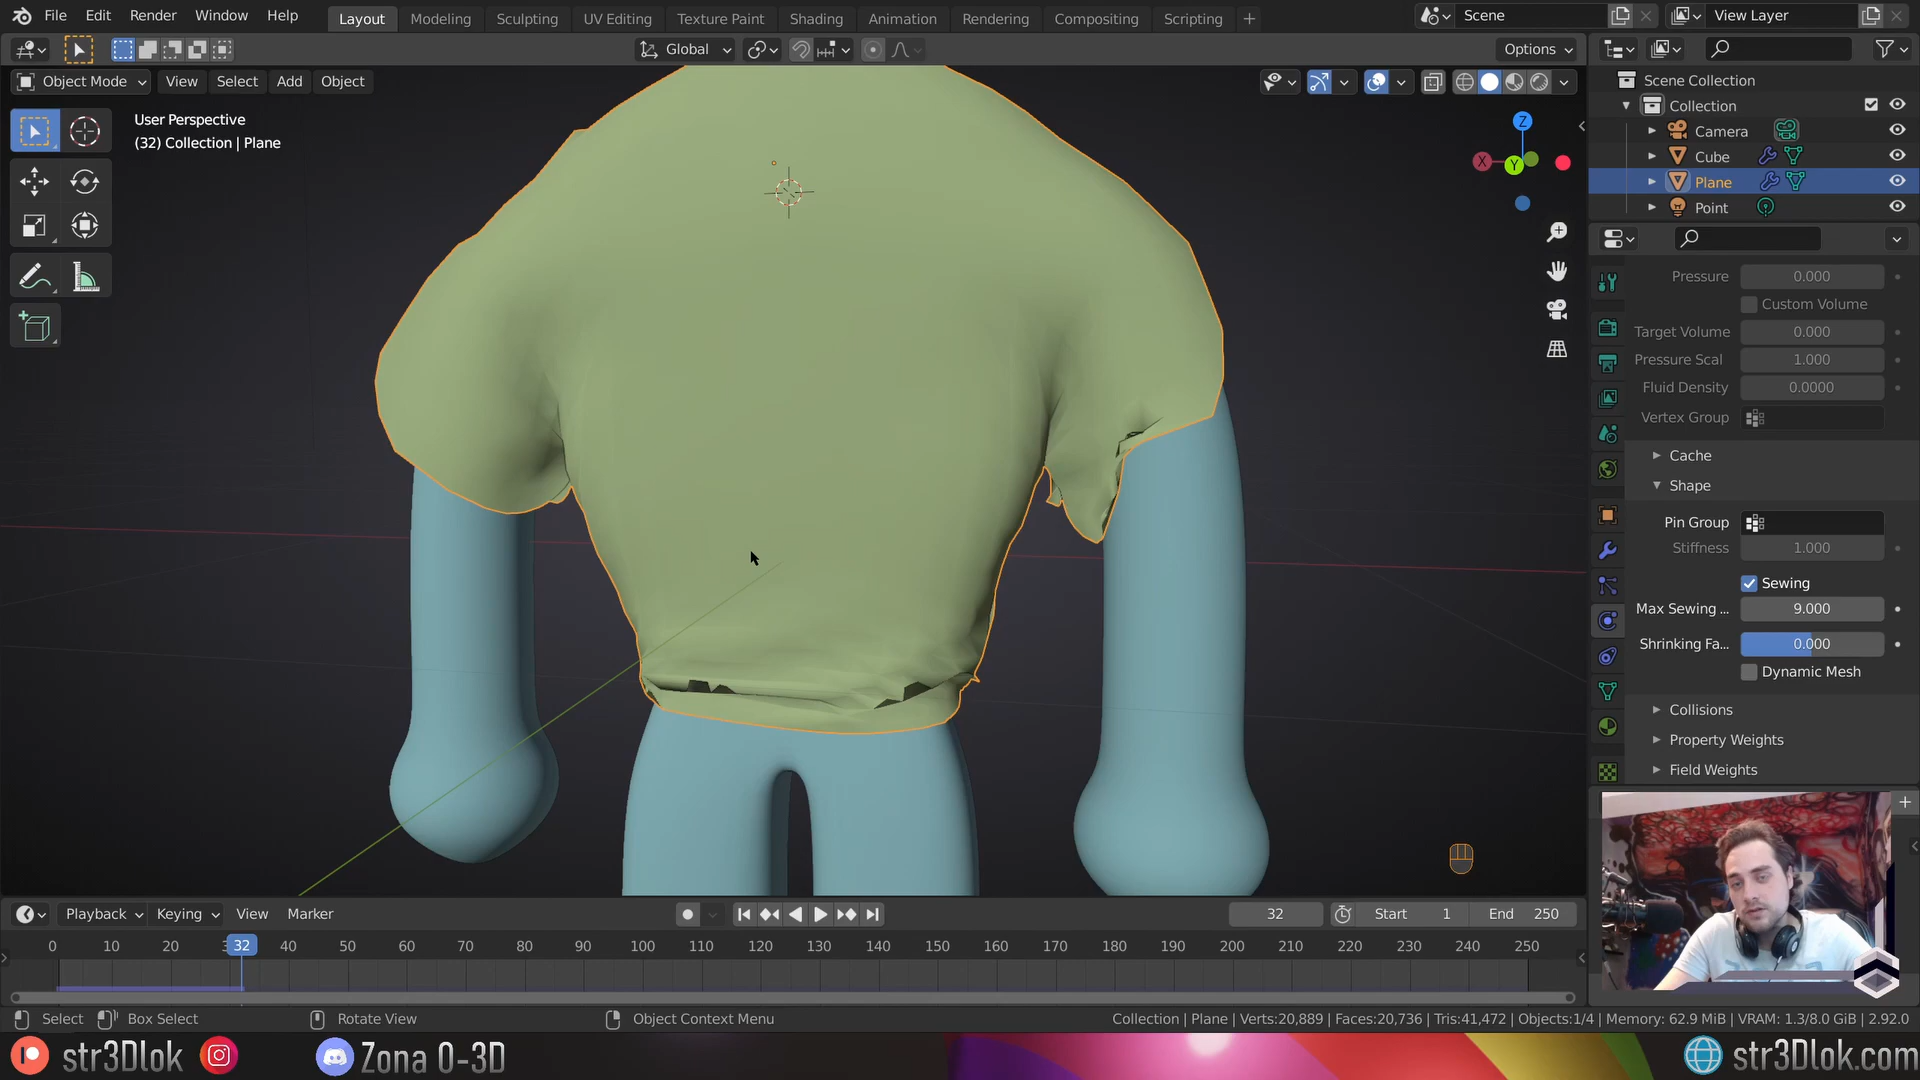 File Edit Render Window Help Layout Modeling Sculpting UV Editing Texture Paint Shading Animation Rendering Compositing Scripting + Scene View Layer
Global Options
Object Mode View Select Add Object
User Perspective
(32) Collection | Plane
Z
X
Y
Scene Collection
Collection
Camera
Cube
Plane
Point
Pressure 0.000
Custom Volume
Target Volume 0.000
Pressure Scal 1.000
Fluid Density 0.0000
Vertex Group
Cache
Shape
Pin Group
Stiffness 1.000
Sewing
Max Sewing ... 9.000
Shrinking Fa... 0.000
Dynamic Mesh
Collisions
Property Weights
Field Weights
Playback Keying View Marker 32 Start 1 End 250
0 10 20 3 32 40 50 60 70 80 90 100 110 120 130 140 150 160 170 180 190 200 210 220 230 240 250
Select Box Select Rotate View Object Context Menu Collection | Plane | Verts:20,889 | Faces:20,736 | Tris:41,472 | Objects:1/4 | Memory: 62.9 MiB | VRAM: 1.3/8.0 GiB | 2.92.0
str3Dlok Zona 0-3D str3Dlok.com